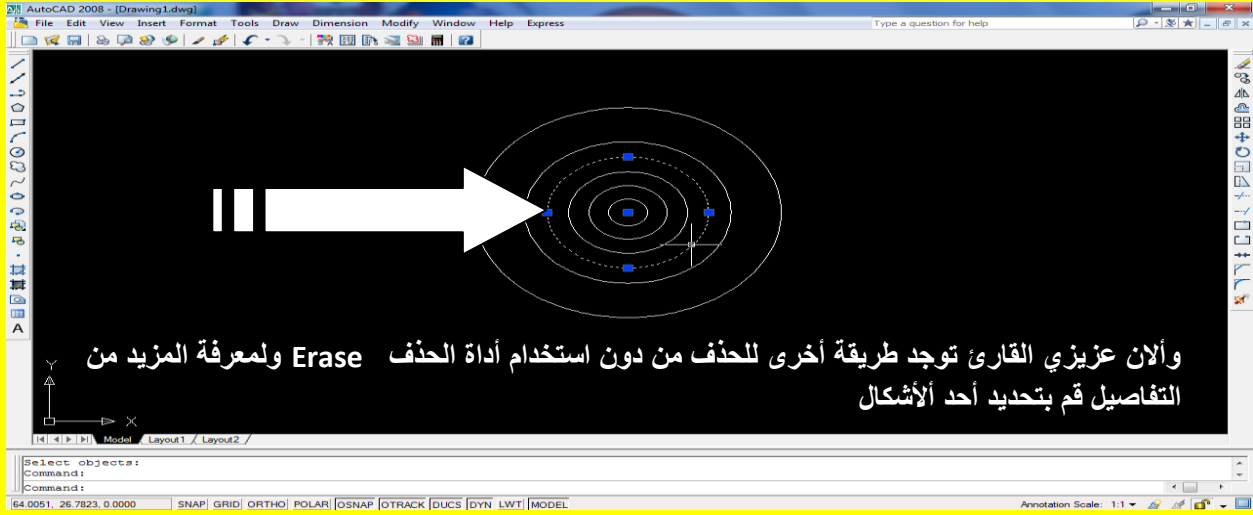 AutoCAD 2008 - [Drawing1.dwg]
File Edit View Insert Format Tools Draw Dimension Modify Window Help Express
Type a question for help
A
وألان عزيزي القارئ توجد طريقة أخرى للحذف من دون استخدام أداة الحذف Erase ولمعرفة المزيد من
التفاصيل قم بتحديد أحد ألأشكال
Y
X
Model Layout1 Layout2
Select objects:
Command:
Command:
64.0051, 26.7823, 0.0000 SNAP GRID ORTHO POLAR OSNAP OTRACK DUCS DYN LWT MODEL Annotation Scale: 1:1